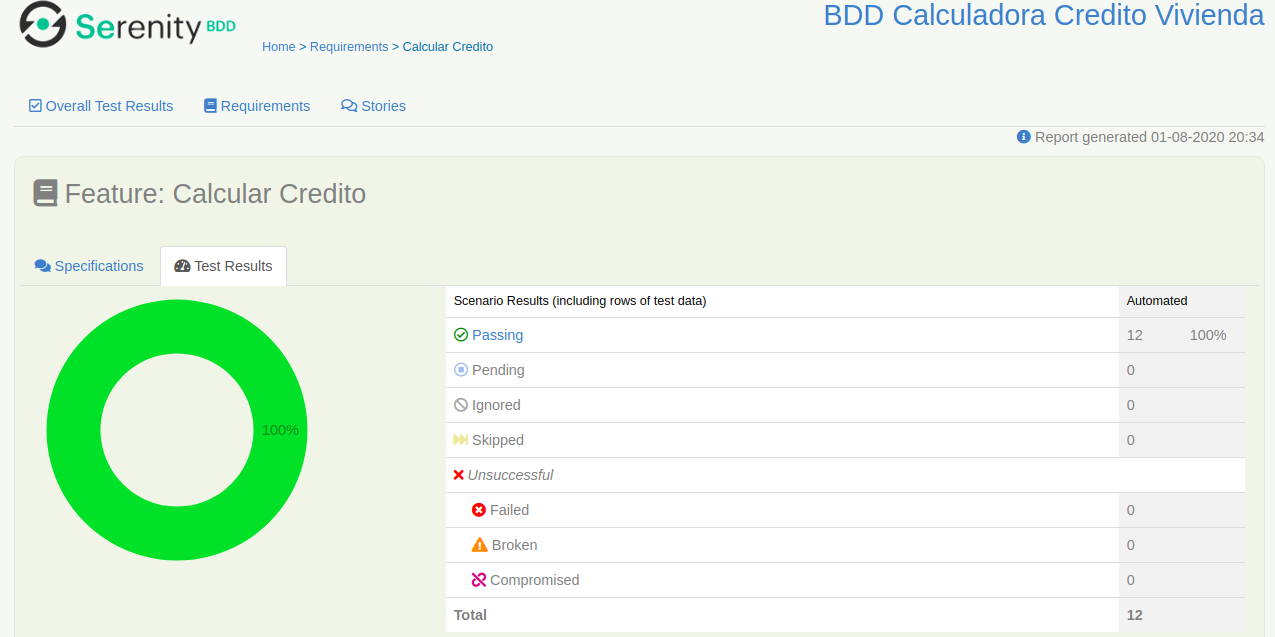 Serenity BDD
BDD Calculadora Credito Vivienda
Home > Requirements > Calcular Credito
Overall Test Results Requirements Stories
Report generated 01-08-2020 20:34
Feature: Calcular Credito
Specifications Test Results
100%
Scenario Results (including rows of test data) Automated
Passing 12 100%
Pending 0
Ignored 0
Skipped 0
Unsuccessful
Failed 0
Broken 0
Compromised 0
Total 12